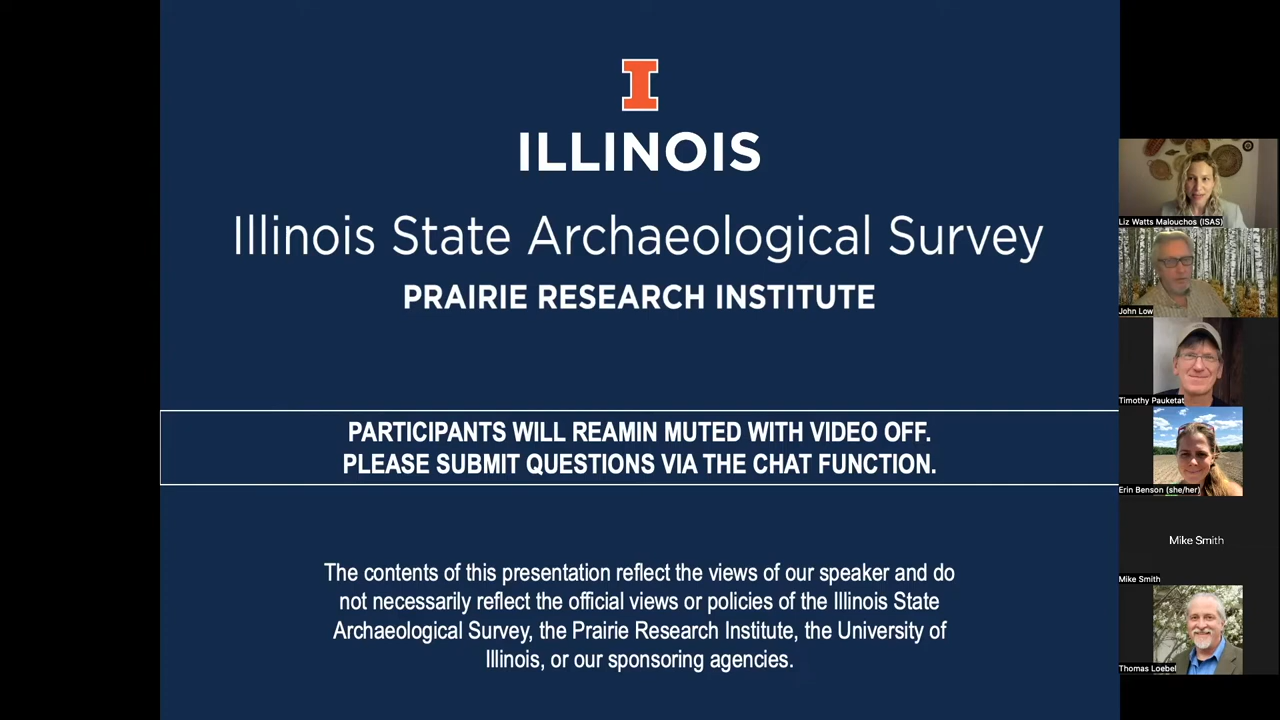 I
ILLINOIS
Illinois State Archaeological Survey
PRAIRIE RESEARCH INSTITUTE
PARTICIPANTS WILL REAMIN MUTED WITH VIDEO OFF.
PLEASE SUBMIT QUESTIONS VIA THE CHAT FUNCTION.
The contents of this presentation reflect the views of our speaker and do
not necessarily reflect the official views or policies of the Illinois State
Archaeological Survey, the Prairie Research Institute, the University of
Illinois, or our sponsoring agencies.
Liz Watts Malouchos (ISAS)
John Low
Timothy Pauketat
Erin Benson (she/her)
Mike Smith
Mike Smith
Thomas Loebel